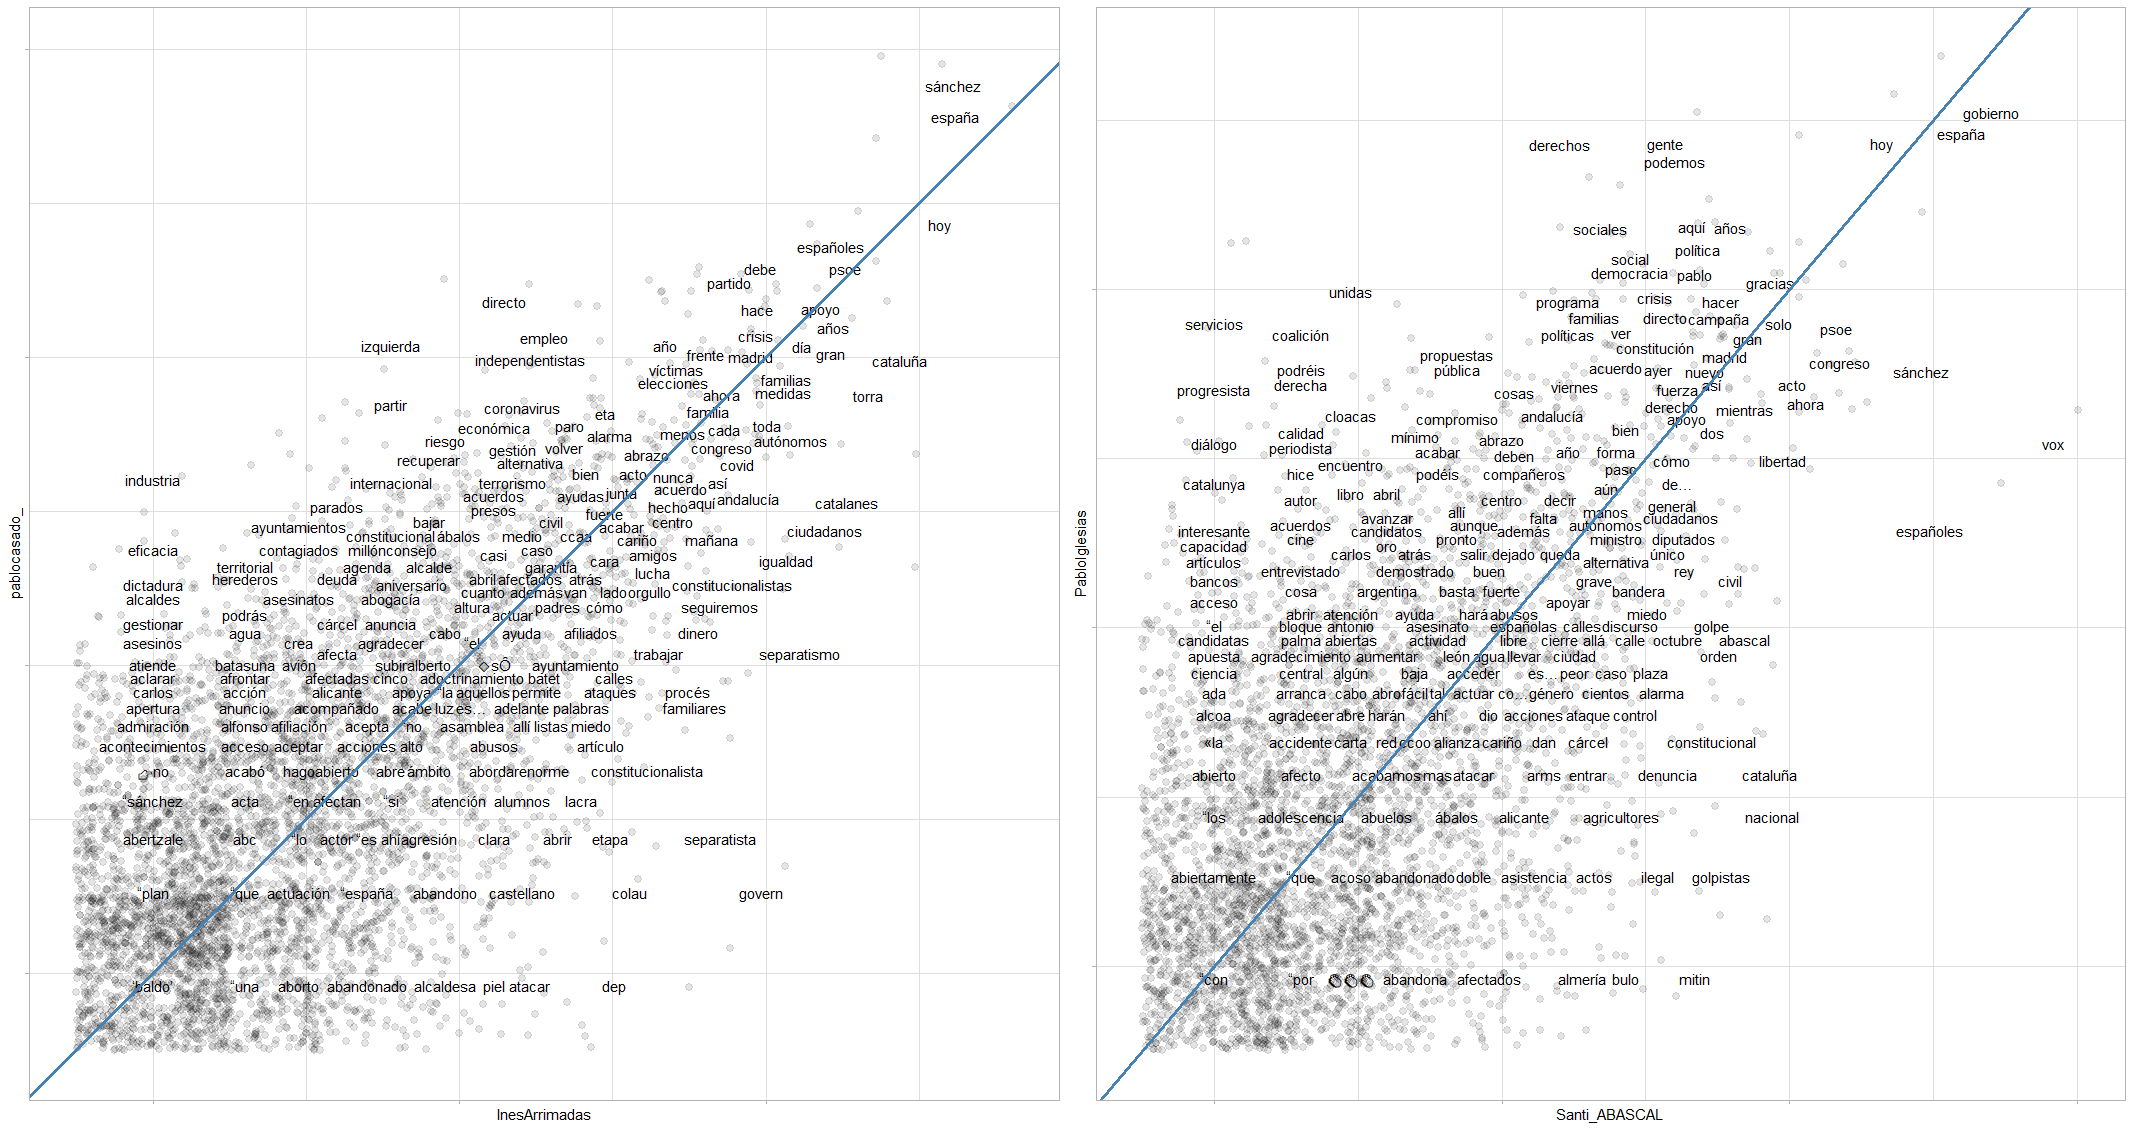 sánchez
españa
hoy
españoles
debe psoe
partido
directo
hace apoyo
años
empleo crisis
izquierda año día
independentistas frente madrid gran cataluña
víctimas
elecciones familias
ahora medidas torra
partir coronavirus eta familia
económica paro menos cada toda
riesgo alarma autónomos
gestión volver congreso
recuperar alternativa abrazo covid
industria bien acto nunca
internacional terrorismo así
acuerdos ayudas junta acuerdo
parados presos hecho aquí andalucía catalanes
ayuntamientos bajar civil fuerte centro
constitucional ábalos medio ccaa acabar ciudadanos
eficacia contagiados millón consejo casi caso cariño mañana
amigos
territorial agenda alcalde garantía cara igualdad
dictadura herederos deuda abril afectados atrás lucha
aniversario cuanto además van lado orgullo constitucionalistas
alcaldes asesinatos abogacía altura padres cómo seguiremos
podrás actuar
gestionar cárcel anuncia
agua cabo ayuda afiliados dinero
asesinos crea agradecer “el
afecta trabajar separatismo
atiende batasuna avión subir alberto sÔ ayuntamiento
aclarar afrontar afectadas cinco adoctrinamiento batet calles
carlos acción alicante apoya “la aquellos permite ataques procés
apertura anuncio acompañado acabe luz es… adelante palabras familiares
admiración alfonso afiliación acepta no asamblea allí listas miedo
acontecimientos acceso aceptar acciones alto abusos artículo
no acabó hago abierto abre ámbito abordar enorme constitucionalista
“sánchez acta “en afectan “si atención alumnos lacra
abertzale abc “lo actor “es ahí agresión clara abrir etapa separatista
“plan “que actuación “españa abandono castellano colau govern
‘baldo’ “una aborto abandonado alcaldesa piel atacar dep
pablocasado_
InesArrimadas
gobierno
españa
derechos gente hoy
podemos
sociales aquí años
política
social
democracia pablo
gracias
unidas programa crisis hacer
servicios familias directo campaña solo
coalición políticas ver psoe
constitución gran
propuestas madrid congreso
podréis pública acuerdo ayer nuevo sánchez
progresista derecha cosas viernes fuerza así acto
derecho mientras ahora
cloacas compromiso andalucía apoyo
calidad mínimo bien dos
diálogo periodista acabar abrazo deben año forma vox
encuentro cómo libertad
hice podéis compañeros paso
catalunya aún de…
autor libro abril centro decir
allí manos general
interesante acuerdos avanzar aunque falta autónomos ciudadanos
cine candidatos pronto además ministro diputados españoles
capacidad oro
artículos carlos atrás salir dejado queda único
alternativa
bancos entrevistado demostrado buen grave rey civil
acceso cosa argentina basta fuerte apoyar bandera
abrir atención ayuda hará abusos miedo
“el bloque antonio asesinato españolas calles discurso golpe
candidatas palma abiertas actividad libre cierre allá calle octubre abascal
apuesta agradecimiento aumentar león agua llevar ciudad orden
ciencia central algún baja acceder es… peor caso plaza
ada arranca cabo abro fácil tal actuar co… género cientos alarma
alcoa agradecer abre harán ahí dio acciones ataque control
«la accidente carta red ccoo alianza cariño dan cárcel constitucional
abierto afecto acabamos mas atacar arms entrar denuncia cataluña
“los adolescencia abuelos ábalos alicante agricultores nacional
abiertamente “que acoso abandonado doble asistencia actos ilegal golpistas
“con “por abandona afectados almería bulo mitin
PabloIglesias
Santi_ABASCAL